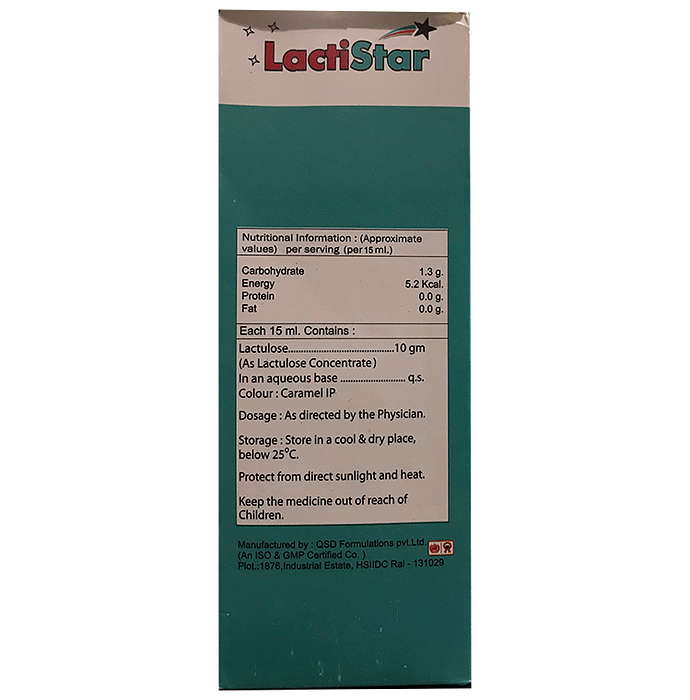 LactiStar
Nutritional Information : (Approximate
values) per serving (per 15 ml.)
Carbohydrate 1.3 g.
Energy 5.2 Kcal.
Protein 0.0 g.
Fat 0.0 g.
Each 15 ml. Contains :
Lactulose.......................................10 gm
(As Lactulose Concentrate)
In an aqueous base ........................ q.s.
Colour : Caramel IP
Dosage : As directed by the Physician.
Storage : Store in a cool & dry place,
below 25°C.
Protect from direct sunlight and heat.
Keep the medicine out of reach of
Children.
Manufactured by : QSD Formulations pvt.Ltd.
(An ISO & GMP Certified Co. )
Plot.:1876,Industrial Estate, HSIIDC Rai - 131029